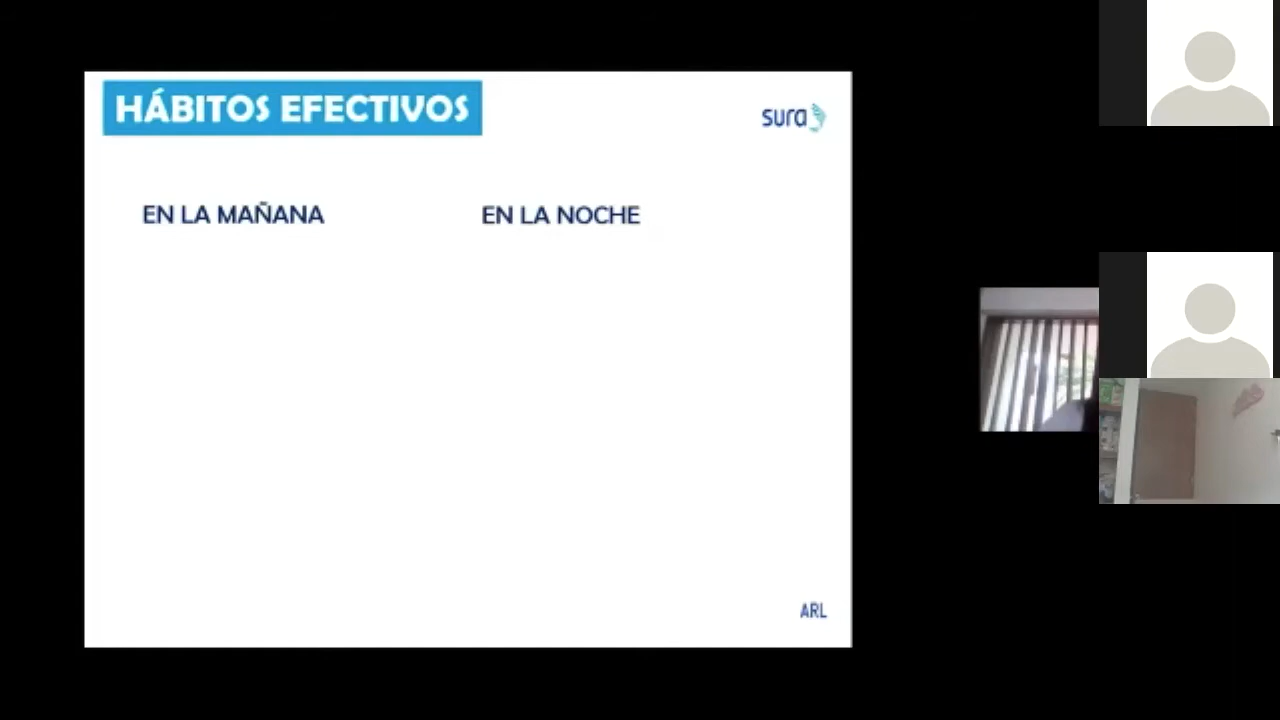 HÁBITOS EFECTIVOS
sura
EN LA MAÑANA
EN LA NOCHE
ARL